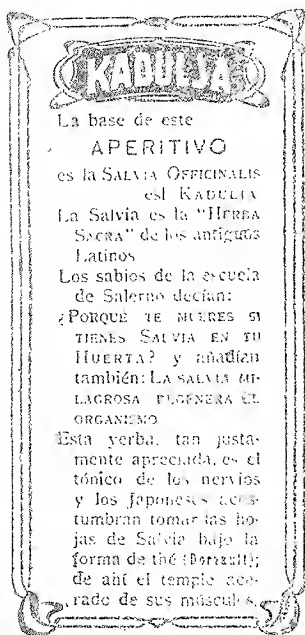 KADULJA
La base de este
APERITIVO
es la SALVIA OFFICINALIS
esl KADULJA
La Salvia es la "HERBA
SACRA" de los antiguos
Latinos
Los sabios de la escuela
de Salerno decían:
¿PORQUE TE MUERES SI
TIENES SALVIA EN TU
HUERTA? y añadían
también: LA SALVIA MI-
LAGROSA REGENERA EL
ORGANISMO
Esta yerba, tan justa-
mente apreciada, es el
tónico de los nervios
y los Japoneses acos-
tumbran tomar las ho-
jas de Salvia bajo la
forma de thé
de ahí el temple ace-
rado de sus músculos.